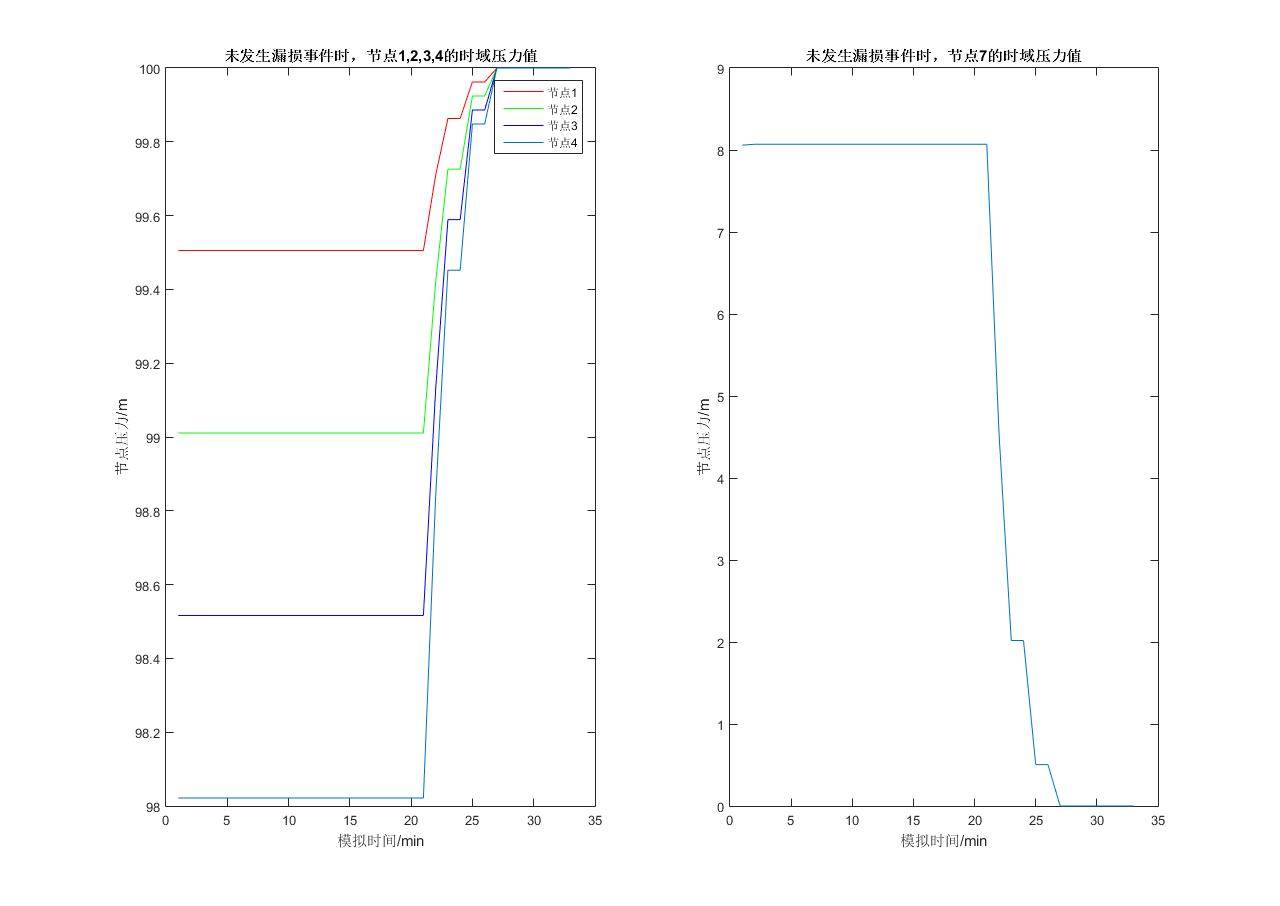 未发生漏损事件时，节点1,2,3,4的时域压力值
100
99.8
99.6
99.4
99.2
99
98.8
98.6
98.4
98.2
98
节点压力/m
节点1
节点2
节点3
节点4
0 5 10 15 20 25 30 35
模拟时间/min
未发生漏损事件时，节点7的时域压力值
9
8
7
6
5
4
3
2
1
0
节点压力/m
0 5 10 15 20 25 30 35
模拟时间/min